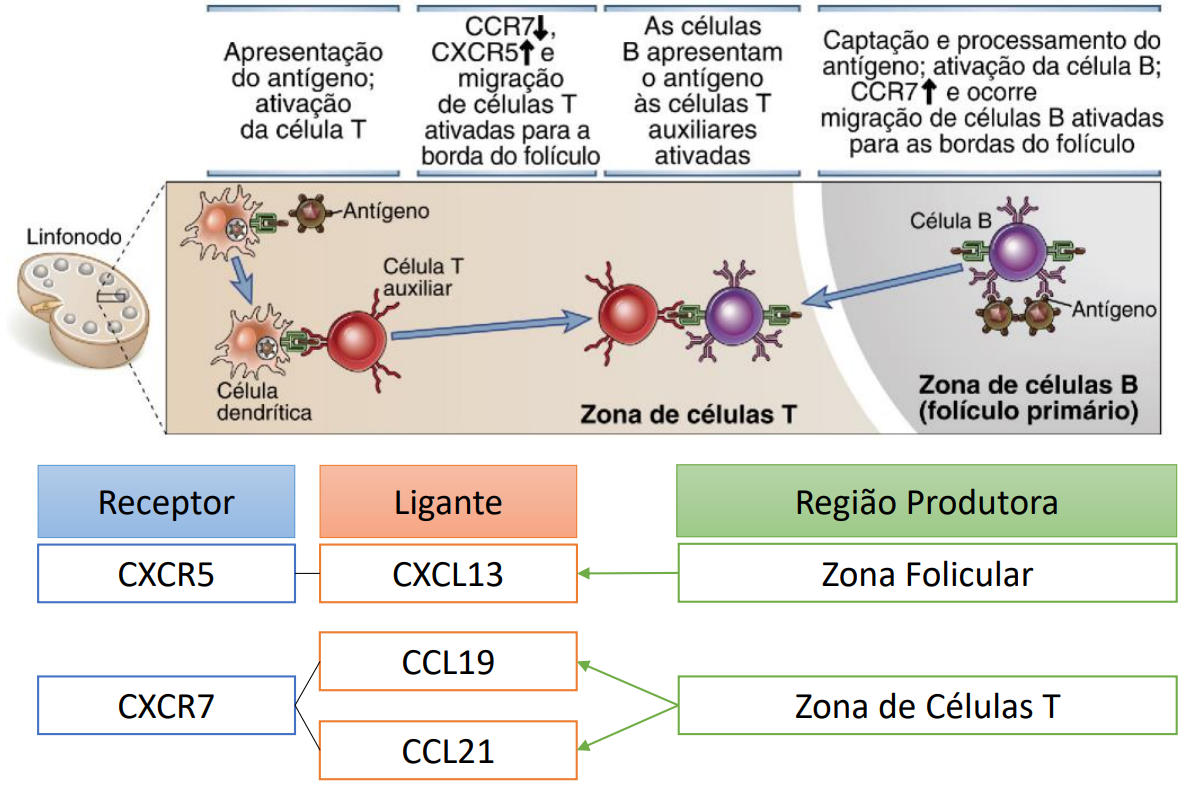 Apresentação
do antígeno;
ativação
da célula T
CCR7↓,
CXCR5↑ e
migração
de células T
ativadas para a
borda do folículo
As células
B apresentam
o antígeno
às células T
auxiliares
ativadas
Captação e processamento do
antígeno; ativação da célula B;
CCR7↑ e ocorre
migração de células B ativadas
para as bordas do folículo
Linfonodo
Antígeno
Célula T
auxiliar
Célula
dendrítica
Zona de células T
Célula B
Antígeno
Zona de células B
(folículo primário)
Receptor
Ligante
Região Produtora
CXCR5
CXCL13
Zona Folicular
CXCR7
CCL19
CCL21
Zona de Células T